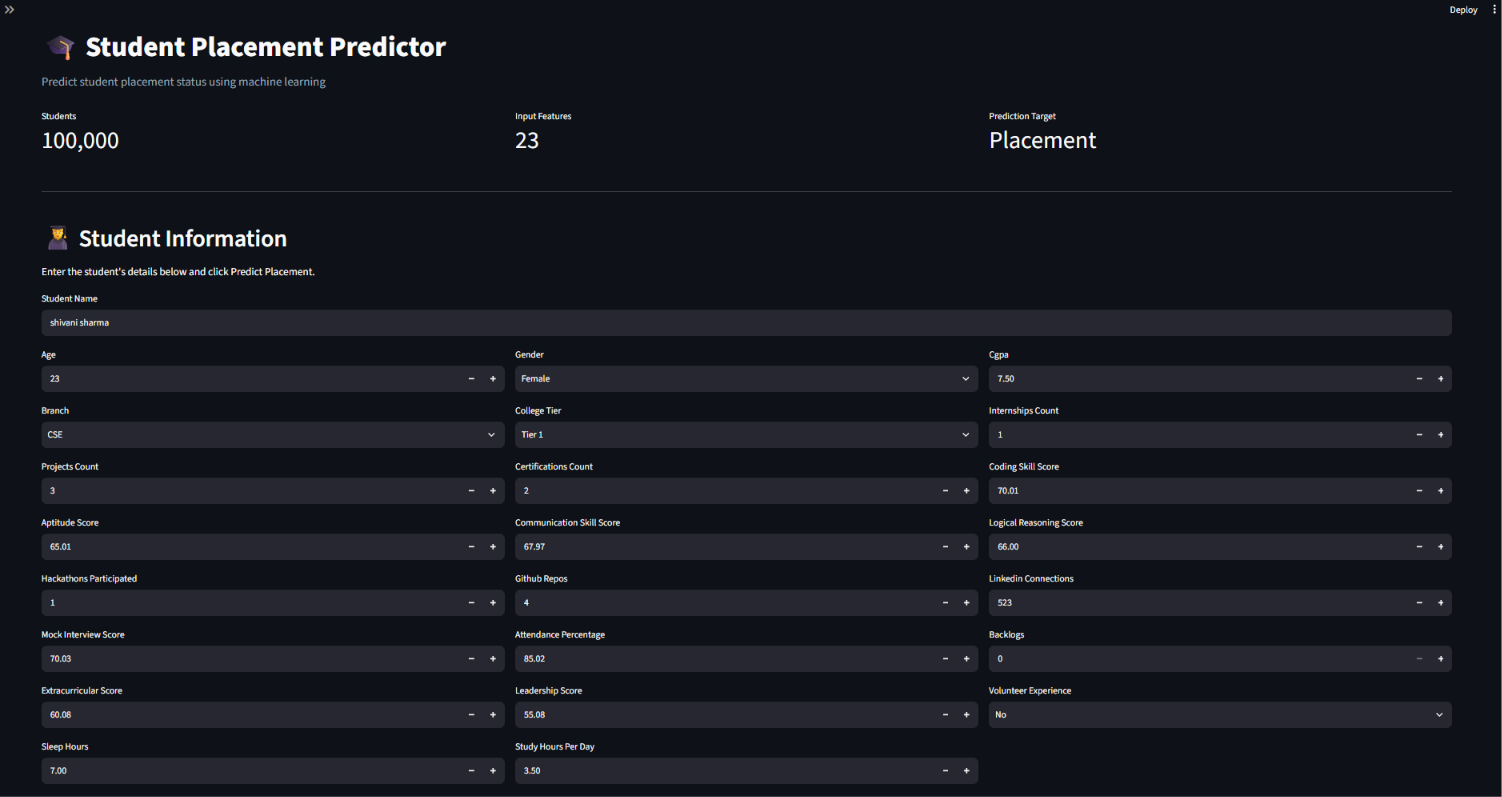 Deploy
Student Placement Predictor
Predict student placement status using machine learning
Students Input Features Prediction Target
100,000 23 Placement
Student Information
Enter the student's details below and click Predict Placement.
Student Name
shivani sharma
Age Gender Cgpa
23 Female 7.50
Branch College Tier Internships Count
CSE Tier 1 1
Projects Count Certifications Count Coding Skill Score
3 2 70.01
Aptitude Score Communication Skill Score Logical Reasoning Score
65.01 67.97 66.00
Hackathons Participated Github Repos Linkedin Connections
1 4 523
Mock Interview Score Attendance Percentage Backlogs
70.03 85.02 0
Extracurricular Score Leadership Score Volunteer Experience
60.08 55.08 No
Sleep Hours Study Hours Per Day
7.00 3.50